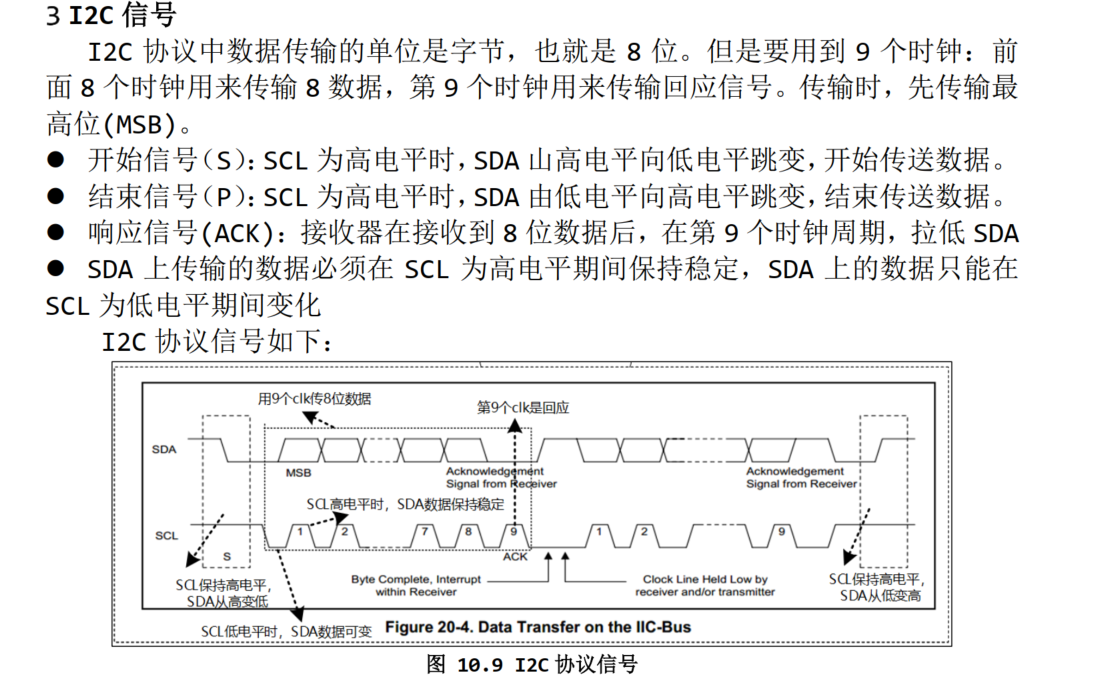 3 I2C 信号
I2C 协议中数据传输的单位是字节，也就是 8 位。但是要用到 9 个时钟：前
面 8 个时钟用来传输 8 数据，第 9 个时钟用来传输回应信号。传输时，先传输最
高位(MSB)。
● 开始信号（S）：SCL 为高电平时，SDA 山高电平向低电平跳变，开始传送数据。
● 结束信号（P）：SCL 为高电平时，SDA 由低电平向高电平跳变，结束传送数据。
● 响应信号(ACK)：接收器在接收到 8 位数据后，在第 9 个时钟周期，拉低 SDA
● SDA 上传输的数据必须在 SCL 为高电平期间保持稳定，SDA 上的数据只能在
SCL 为低电平期间变化
I2C 协议信号如下：
用9个clk传8位数据
第9个clk是回应
SDA
MSB
Acknowledgement
Signal from Receiver
Acknowledgement
Signal from Receiver
SCL高电平时，SDA数据保持稳定
SCL
S
1
2
7
8
9
ACK
1
2
9
Byte Complete, Interrupt
within Receiver
Clock Line Held Low by
receiver and/or transmitter
SCL保持高电平，
SDA从高变低
SCL保持高电平，
SDA从低变高
SCL低电平时，SDA数据可变
Figure 20-4. Data Transfer on the IIC-Bus
图 10.9 I2C 协议信号